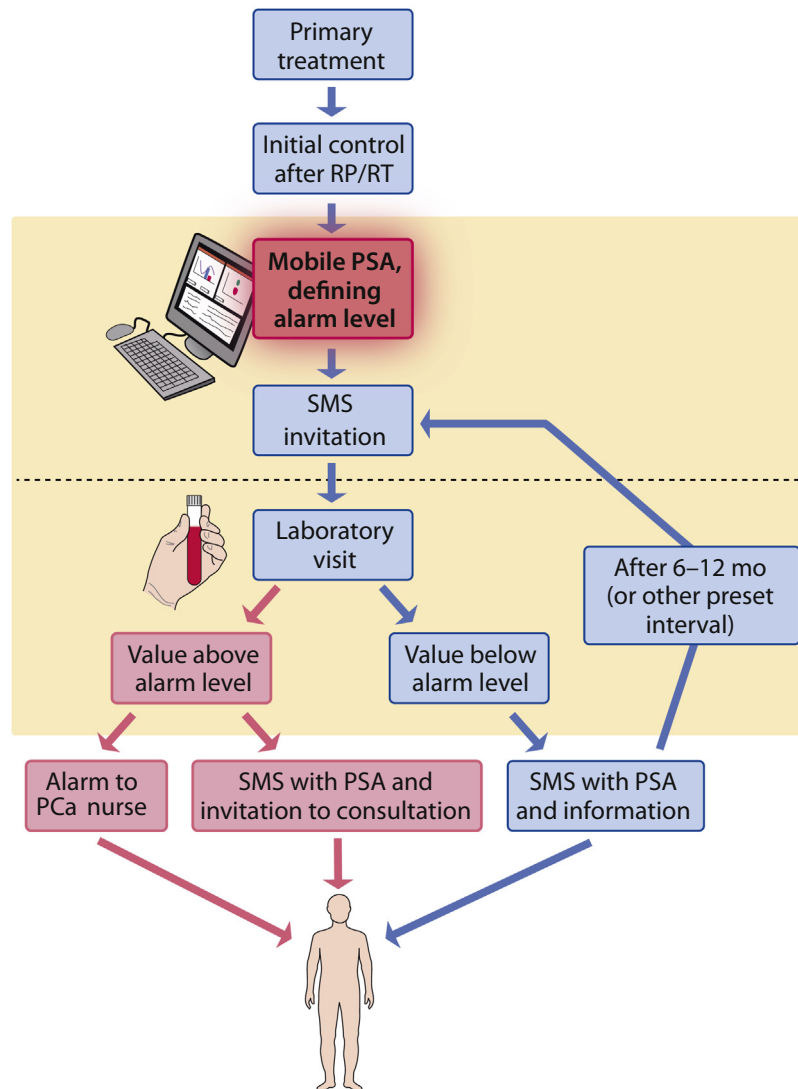 Primary
treatment
Initial control
after RP/RT
Mobile PSA,
defining
alarm level
SMS
invitation
Laboratory
visit
After 6–12 mo
(or other preset
interval)
Value above
alarm level
Value below
alarm level
Alarm to
PCa nurse
SMS with PSA and
invitation to consultation
SMS with PSA
and information